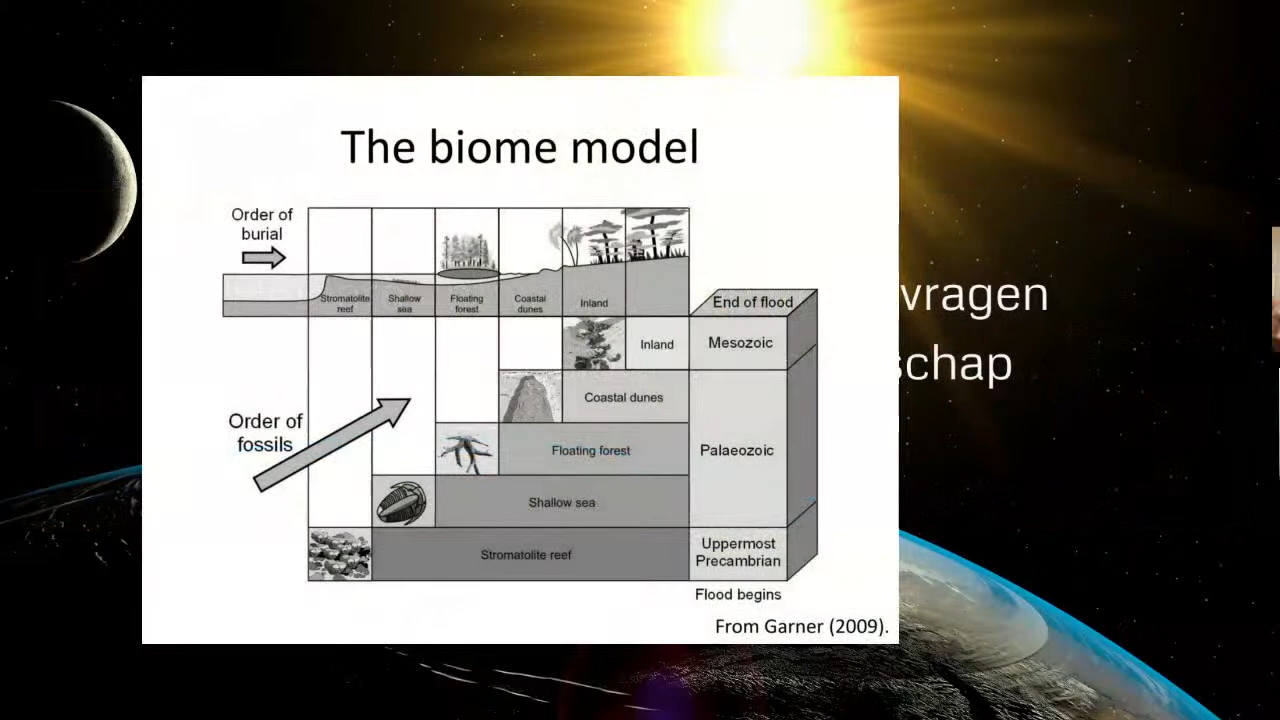 The biome model
Order of
burial
Stromatolite
reef
Shallow
sea
Floating
forest
Coastal
dunes
Inland
End of flood
Inland
Mesozoic
Coastal dunes
Order of
fossils
Floating forest
Palaeozoic
Shallow sea
Stromatolite reef
Uppermost
Precambrian
Flood begins
From Garner (2009).
vragen
schap